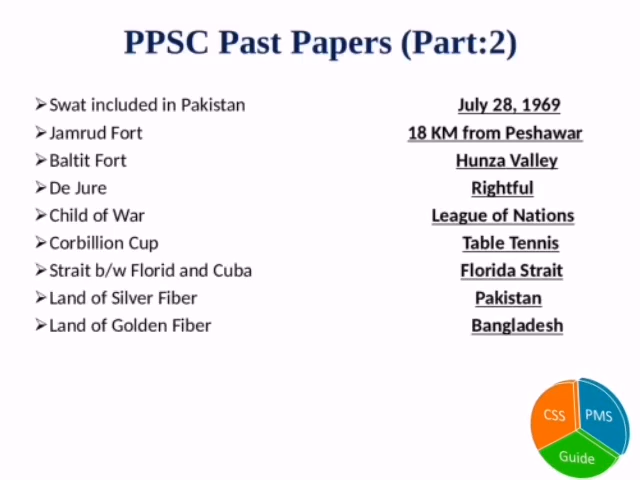 PPSC Past Papers (Part:2)
➢Swat included in Pakistan July 28, 1969
➢Jamrud Fort 18 KM from Peshawar
➢Baltit Fort Hunza Valley
➢De Jure Rightful
➢Child of War League of Nations
➢Corbillion Cup Table Tennis
➢Strait b/w Florid and Cuba Florida Strait
➢Land of Silver Fiber Pakistan
➢Land of Golden Fiber Bangladesh
CSS PMS
Guide